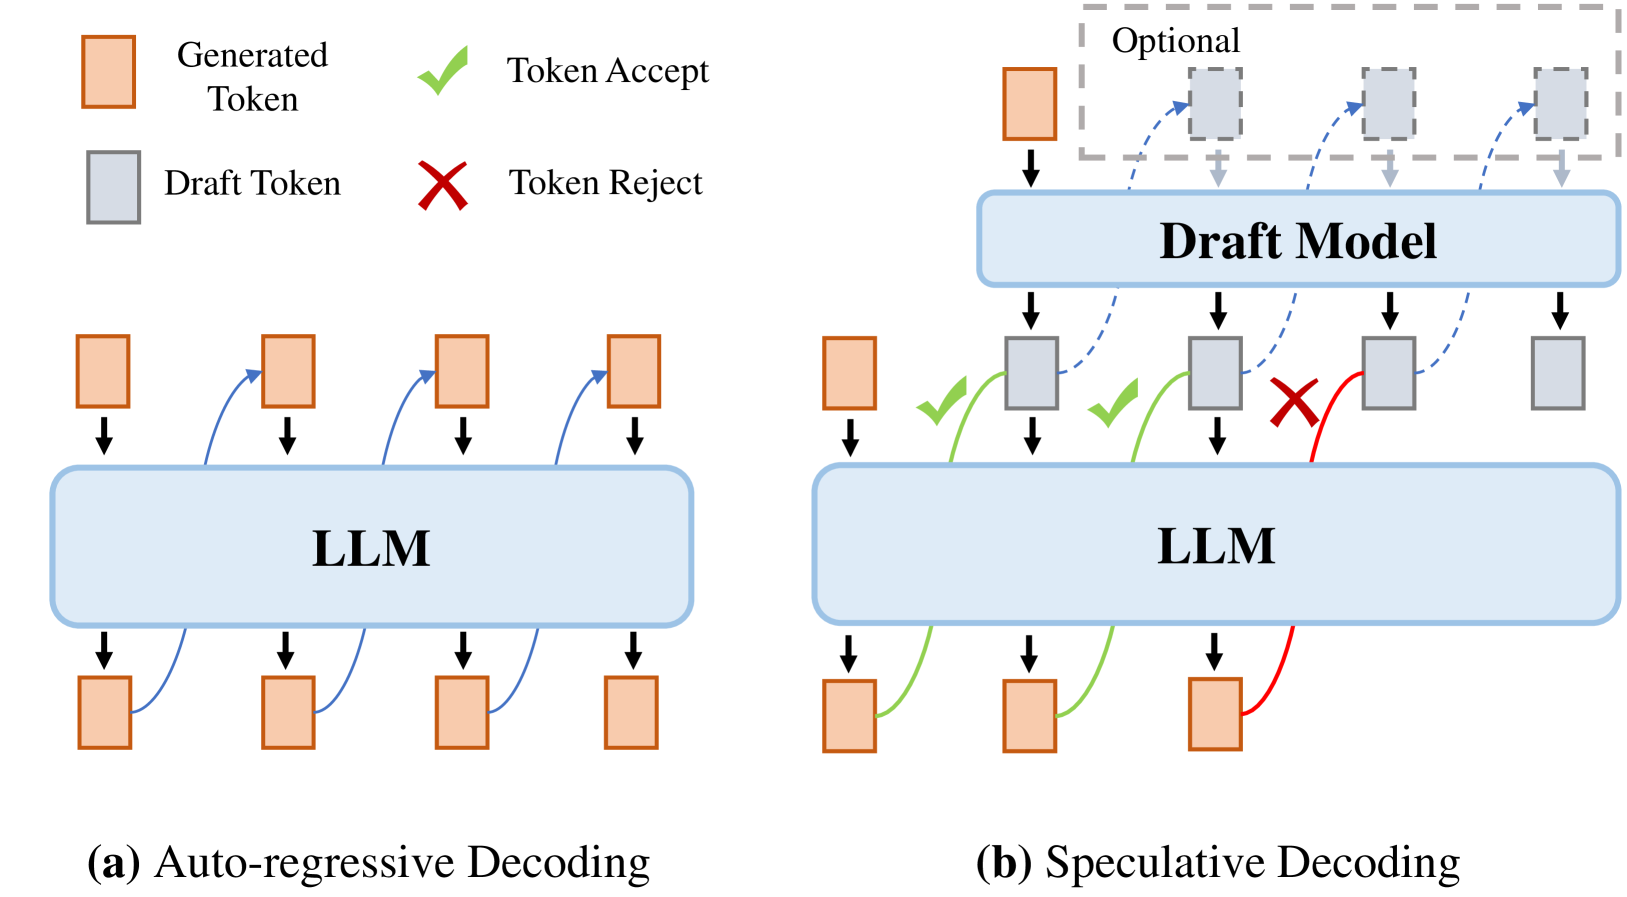 Generated
Token
Token Accept
Draft Token
Token Reject
Optional
Draft Model
LLM
LLM
(a) Auto-regressive Decoding
(b) Speculative Decoding